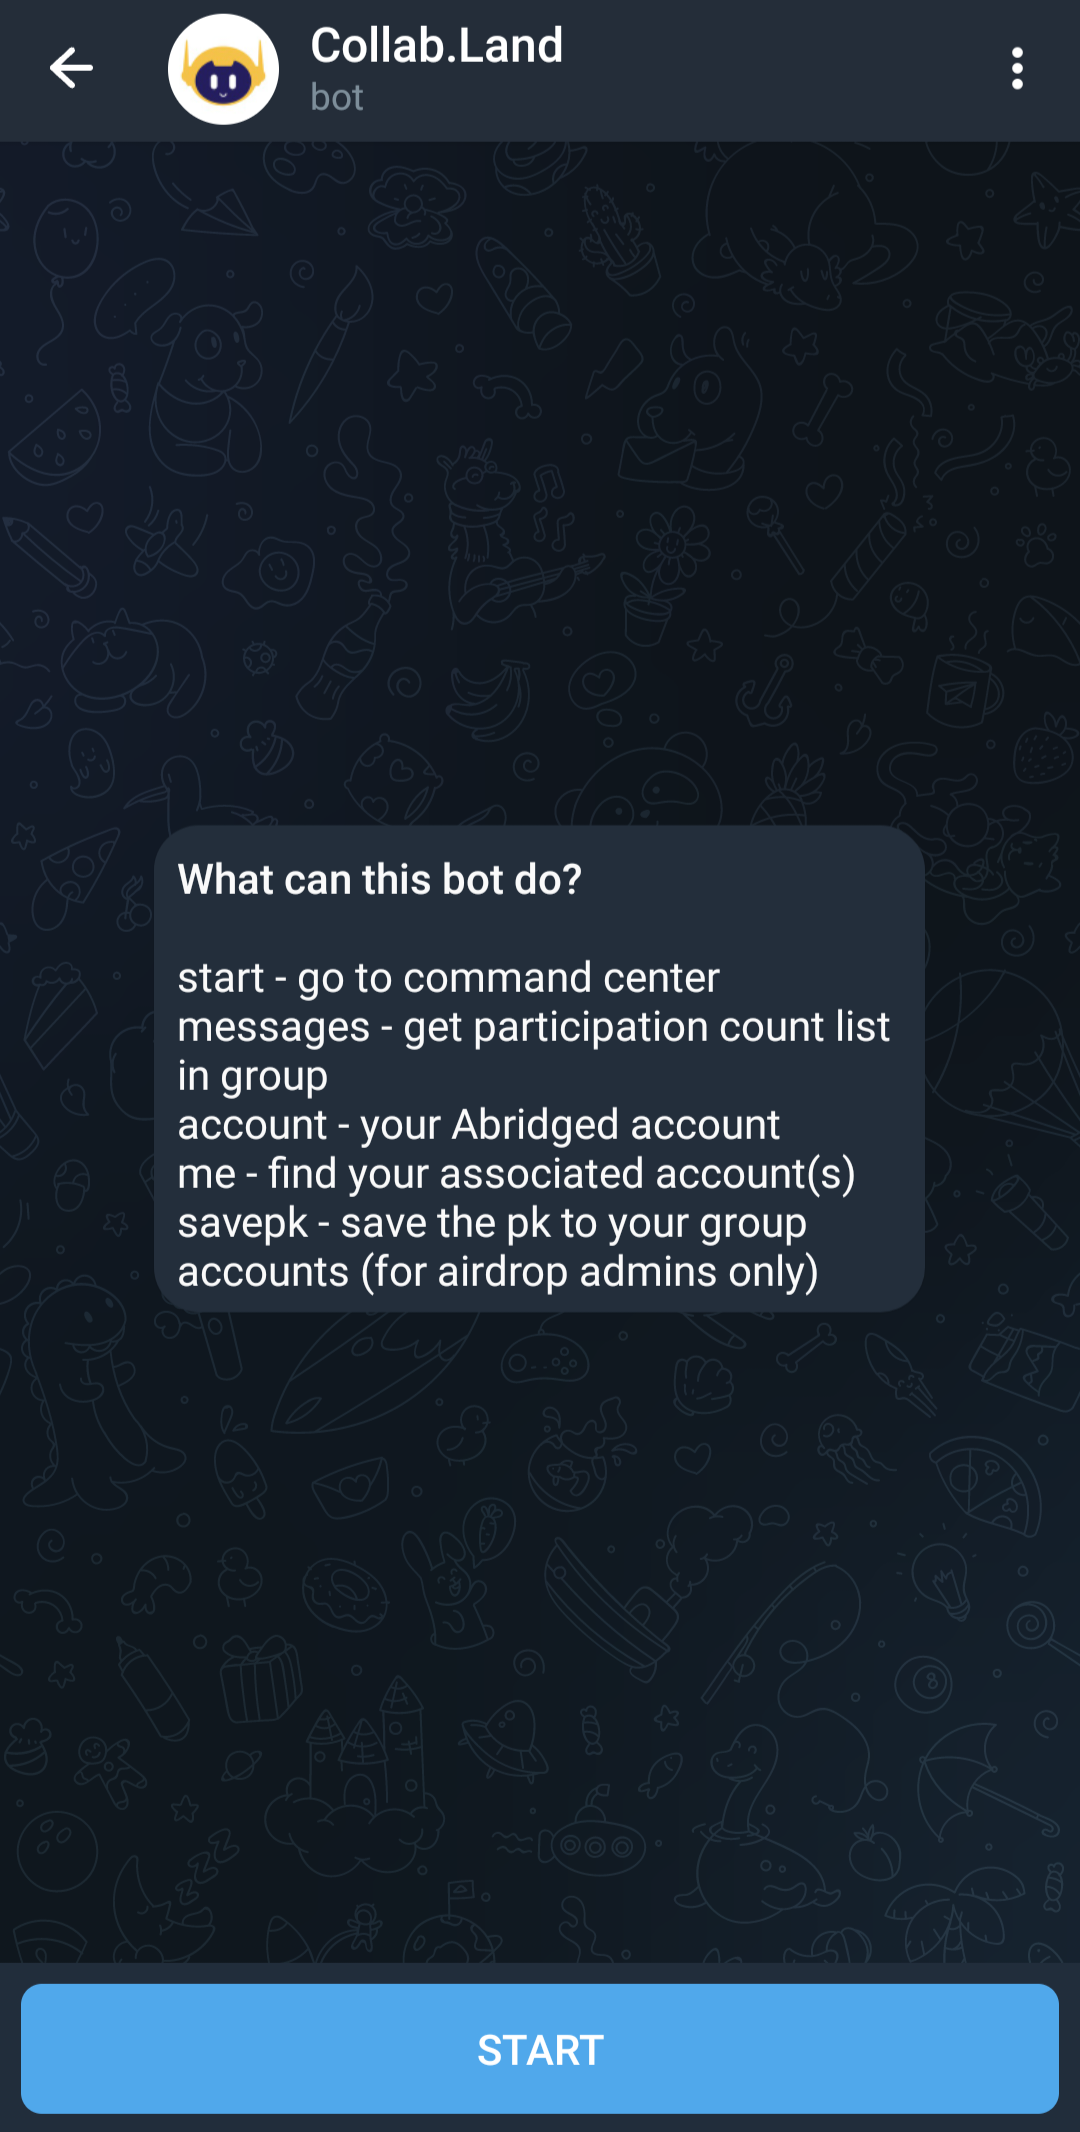 Collab.Land
bot
What can this bot do?
start - go to command center
messages - get participation count list
in group
account - your Abridged account
me - find your associated account(s)
savepk - save the pk to your group
accounts (for airdrop admins only)
START